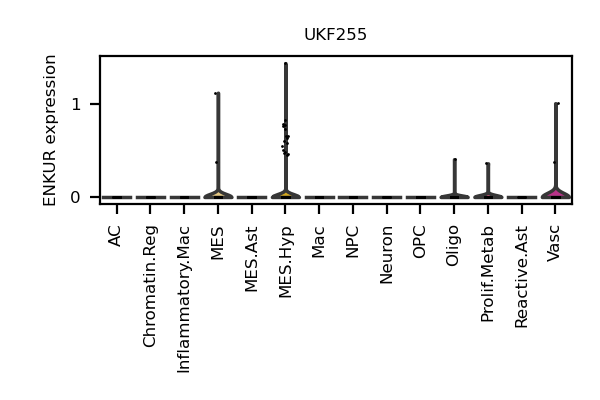 UKF255
ENKUR expression
1
0
AC
Chromatin.Reg
Inflammatory.Mac
MES
MES.Ast
MES.Hyp
Mac
NPC
Neuron
OPC
Oligo
Prolif.Metab
Reactive.Ast
Vasc